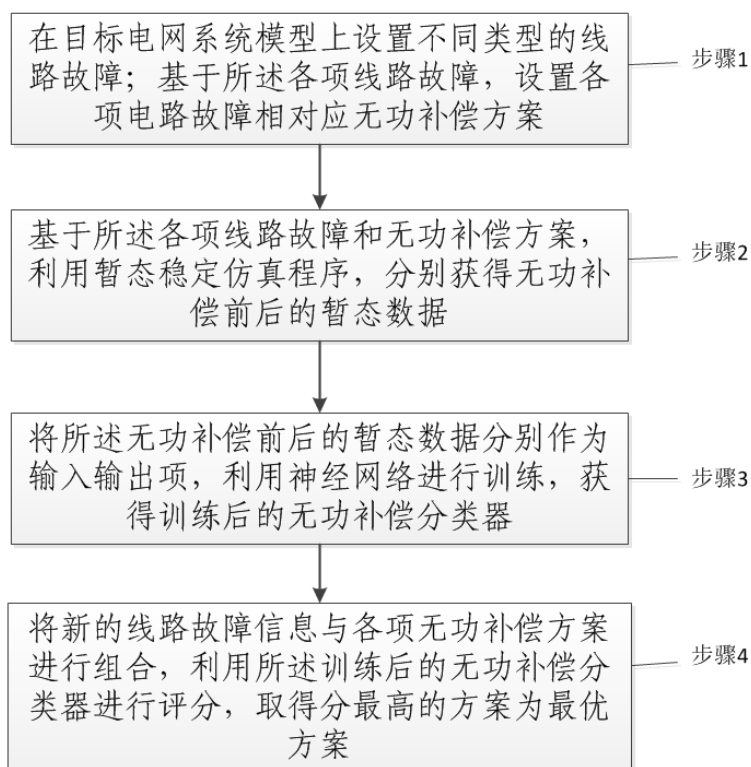 在目标电网系统模型上设置不同类型的线
路故障；基于所述各项线路故障，设置各
项电路故障相对应无功补偿方案
步骤1
基于所述各项线路故障和无功补偿方案，
利用暂态稳定仿真程序，分别获得无功补
偿前后的暂态数据
步骤2
将所述无功补偿前后的暂态数据分别作为
输入输出项，利用神经网络进行训练，获
得训练后的无功补偿分类器
步骤3
将新的线路故障信息与各项无功补偿方案
进行组合，利用所述训练后的无功补偿分
类器进行评分，取得分最高的方案为最优
方案
步骤4